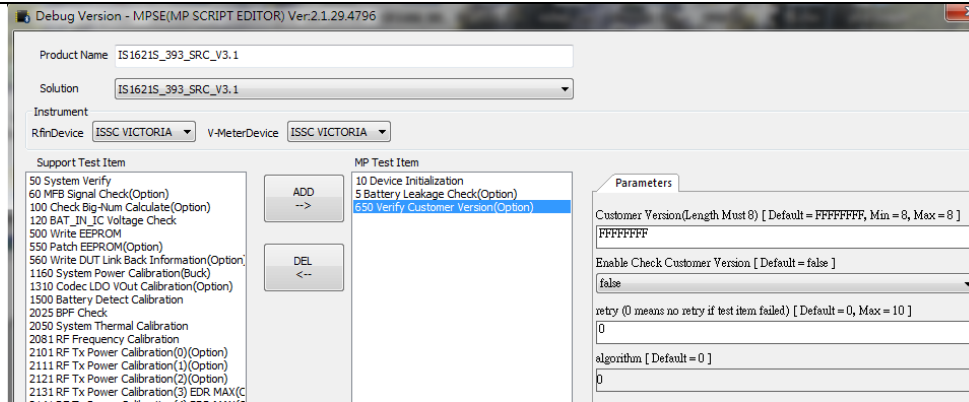 Debug Version - MPSE(MP SCRIPT EDITOR) Ver:2.1.29.4796
Product Name IS1621S_393_SRC_V3.1
Solution IS1621S_393_SRC_V3.1
Instrument
RfinDevice ISSC VICTORIA V-MeterDevice ISSC VICTORIA
Support Test Item
50 System Verify
60 MFB Signal Check(Option)
100 Check Big-Num Calculate(Option)
120 BAT_IN_IC Voltage Check
500 Write EEPROM
550 Patch EEPROM(Option)
560 Write DUT Link Back Information(Option)
1160 System Power Calibration(Buck)
1310 Codec LDO VOut Calibration(Option)
1500 Battery Detect Calibration
2025 BPF Check
2050 System Thermal Calibration
2081 RF Frequency Calibration
2101 RF Tx Power Calibration(0)(Option)
2111 RF Tx Power Calibration(1)(Option)
2121 RF Tx Power Calibration(2)(Option)
2131 RF Tx Power Calibration(3) EDR MAX(C
ADD
-->
DEL
<--
MP Test Item
10 Device Initialization
5 Battery Leakage Check(Option)
650 Verify Customer Version(Option)
Parameters
Customer Version(Length Must 8) [ Default = FFFFFFFF, Min = 8, Max = 8 ]
FFFFFFFF
Enable Check Customer Version [ Default = false ]
false
retry (0 means no retry if test item failed) [ Default = 0, Max = 10 ]
0
algorithm [ Default = 0 ]
0